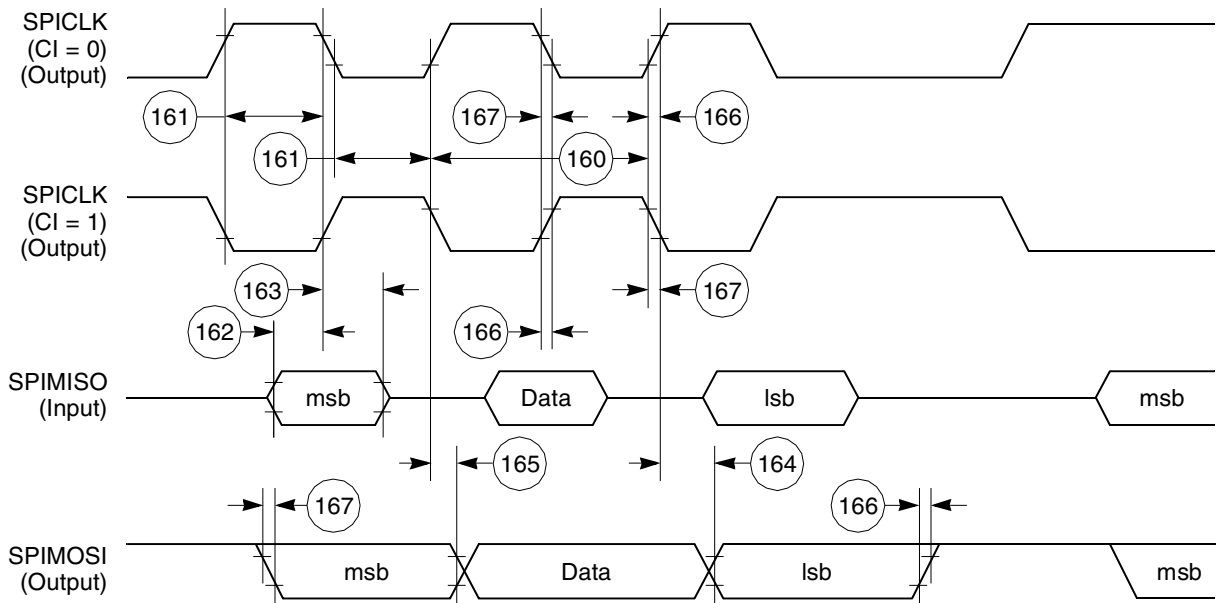 SPICLK
(CI = 0)
(Output)
161
167
166
161
160
SPICLK
(CI = 1)
(Output)
163
167
162
166
SPIMISO
(Input)
msb
Data
lsb
msb
165
164
167
166
SPIMOSI
(Output)
msb
Data
lsb
msb